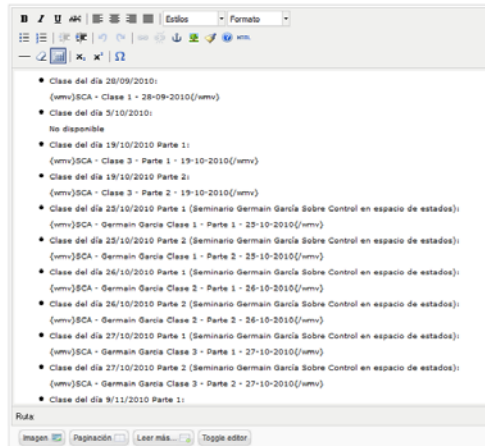 B I U ABC Estilos Formato
HTML
x₂ x² Ω
Clase del día 28/09/2010:
{wmv}SCA - Clase 1 - 28-09-2010{/wmv}
Clase del día 5/10/2010:
No disponible
Clase del día 19/10/2010 Parte 1:
{wmv}SCA - Clase 3 - Parte 1 - 19-10-2010{/wmv}
Clase del día 19/10/2010 Parte 2:
{wmv}SCA - Clase 3 - Parte 2 - 19-10-2010{/wmv}
Clase del día 25/10/2010 Parte 1 (Seminario Germain García Sobre Control en espacio de estados):
{wmv}SCA - Germain Garcia Clase 1 - Parte 1 - 25-10-2010{/wmv}
Clase del día 25/10/2010 Parte 2 (Seminario Germain García Sobre Control en espacio de estados):
{wmv}SCA - Germain Garcia Clase 1 - Parte 2 - 25-10-2010{/wmv}
Clase del día 26/10/2010 Parte 1 (Seminario Germain García Sobre Control en espacio de estados):
{wmv}SCA - Germain Garcia Clase 2 - Parte 1 - 26-10-2010{/wmv}
Clase del día 26/10/2010 Parte 2 (Seminario Germain García Sobre Control en espacio de estados):
{wmv}SCA - Germain Garcia Clase 2 - Parte 2 - 26-10-2010{/wmv}
Clase del día 27/10/2010 Parte 1 (Seminario Germain García Sobre Control en espacio de estados):
{wmv}SCA - Germain Garcia Clase 3 - Parte 1 - 27-10-2010{/wmv}
Clase del día 27/10/2010 Parte 2 (Seminario Germain García Sobre Control en espacio de estados):
{wmv}SCA - Germain Garcia Clase 3 - Parte 2 - 27-10-2010{/wmv}
Clase del día 9/11/2010 Parte 1:
Ruta:
Imagen Paginación Leer más... Toggle editor